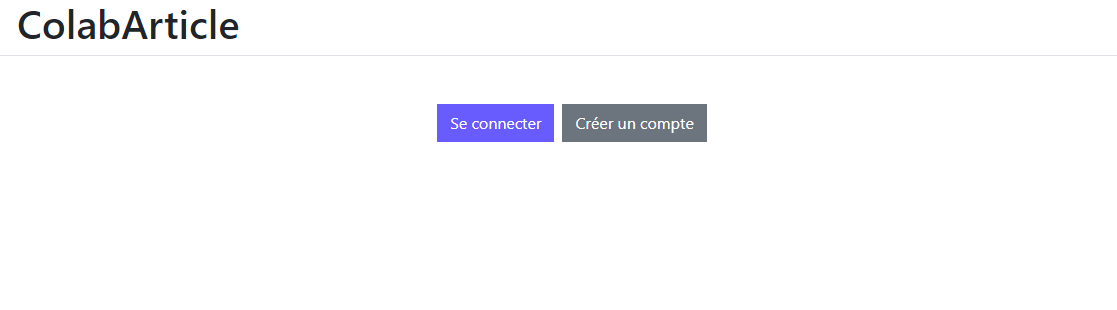 ColabArticle
Se connecter
Créer un compte